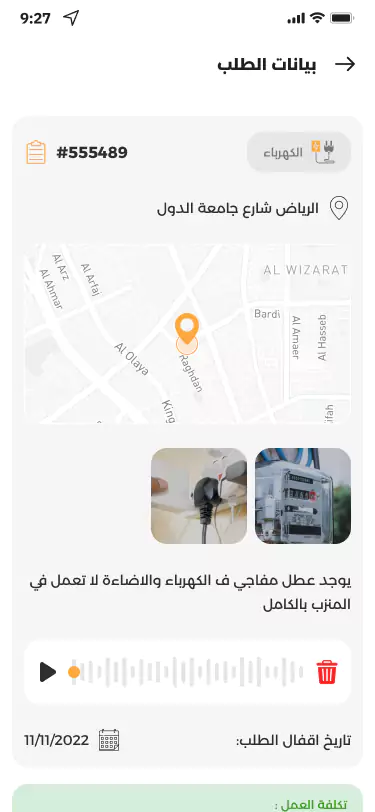 9:27
بيانات الطلب
الكهرباء
#555489
الرياض شارع جامعة الدول
AL WIZARAT
Al Arz
Al Ahmar
Al Arfaj
Bardi
Al Amaer
Al Hasseb
Al Olaya
Raghdan
King
ifah
يوجد عطل مفاجي ف الكهرباء والاضاءة لا تعمل في
المنزب بالكامل
تاريخ اقفال الطلب:
11/11/2022
تكلفة العمل :